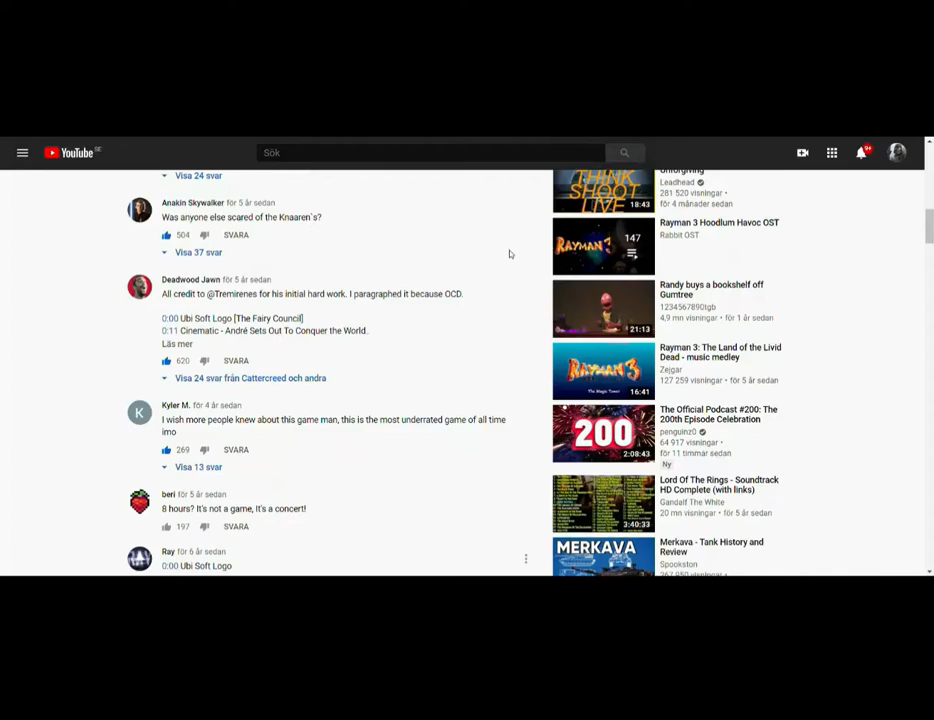 YouTube SE
Sök
9+
Visa 24 svar
Anakin Skywalker för 5 år sedan
Was anyone else scared of the Knaaren`s?
504 SVARA
Visa 37 svar
Deadwood Jawn för 5 år sedan
All credit to @Tremirenes for his initial hard work. I paragraphed it because OCD.
0:00 Ubi Soft Logo [The Fairy Council]
0:11 Cinematic - André Sets Out To Conquer the World.
Läs mer
620 SVARA
Visa 24 svar från Cattercreed och andra
K
Kyler M. för 4 år sedan
I wish more people knew about this game man, this is the most underrated game of all time
imo
269 SVARA
Visa 13 svar
beri för 5 år sedan
8 hours? It's not a game, It's a concert!
197 SVARA
Ray för 6 år sedan
0:00 Ubi Soft Logo
THINK
SHOOT
LIVE
18:43
Unforgiving
Leadhead
281 520 visningar •
för 4 månader sedan
RAYMAN 3
147
Rayman 3 Hoodlum Havoc OST
Rabbit OST
21:13
Randy buys a bookshelf off
Gumtree
1234567890tgb
4,9 mn visningar • för 1 år sedan
RAYMAN 3
The Magic Tower
16:41
Rayman 3: The Land of the Livid
Dead - music medley
Zejgar
127 259 visningar • för 5 år sedan
200
2:08:43
The Official Podcast #200: The
200th Episode Celebration
penguinz0
64 917 visningar •
för 11 timmar sedan
Ny
3:40:33
Lord Of The Rings - Soundtrack
HD Complete (with links)
Gandalf The White
20 mn visningar • för 5 år sedan
MERKAVA
Merkava - Tank History and
Review
Spookston